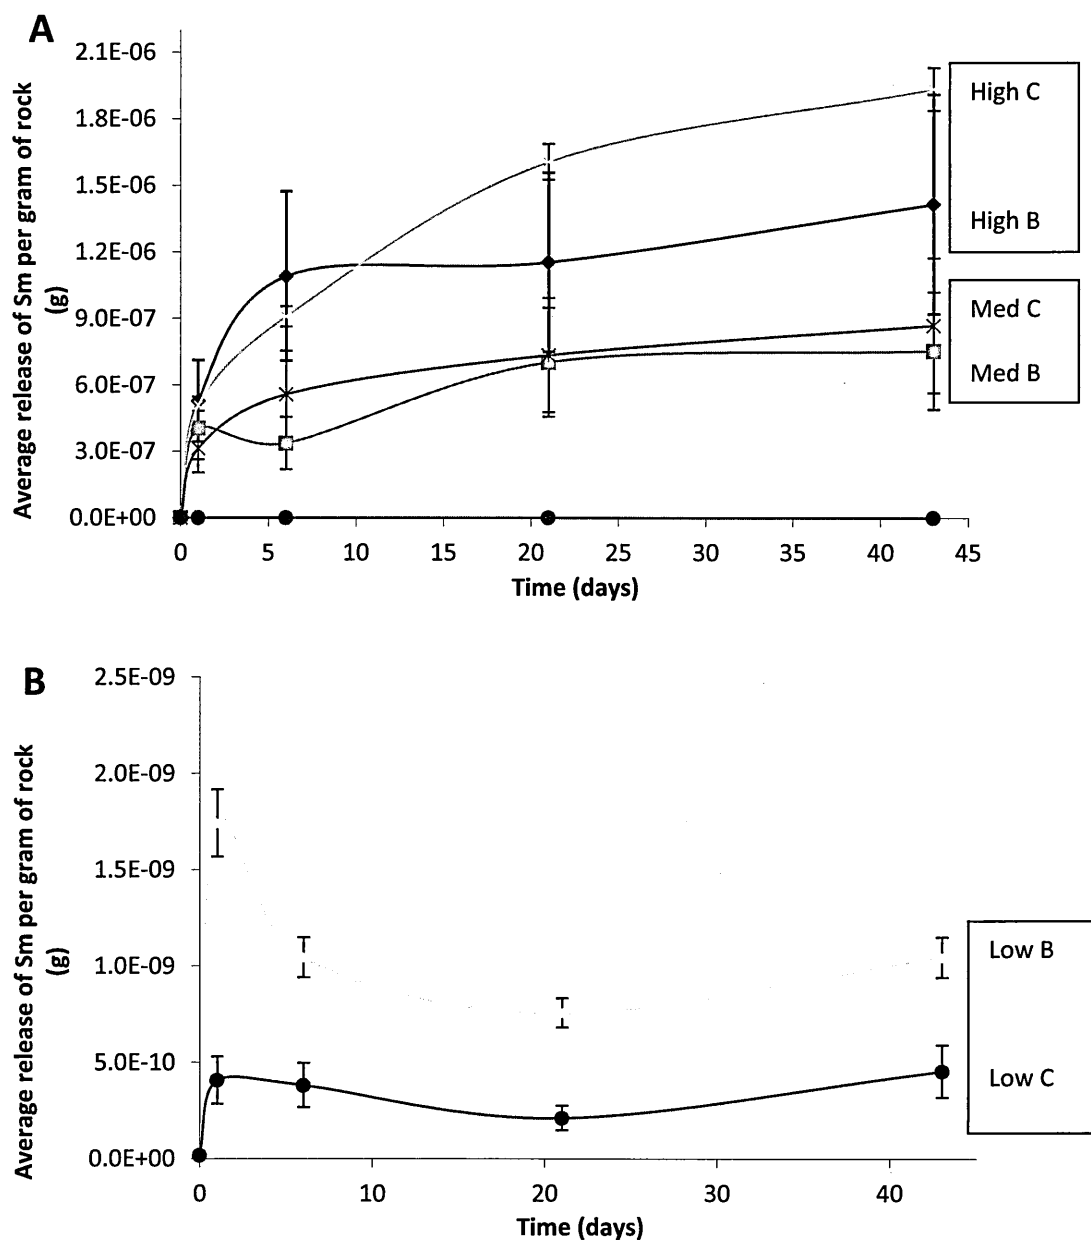 A
Average release of Sm per gram of rock
(g)
2.1E-06
1.8E-06
1.5E-06
1.2E-06
9.0E-07
6.0E-07
3.0E-07
0.0E+00
0 5 10 15 20 25 30 35 40 45
Time (days)
High C
High B
Med C
Med B
B
Average release of Sm per gram of rock
(g)
2.5E-09
2.0E-09
1.5E-09
1.0E-09
5.0E-10
0.0E+00
0 10 20 30 40
Time (days)
Low B
Low C